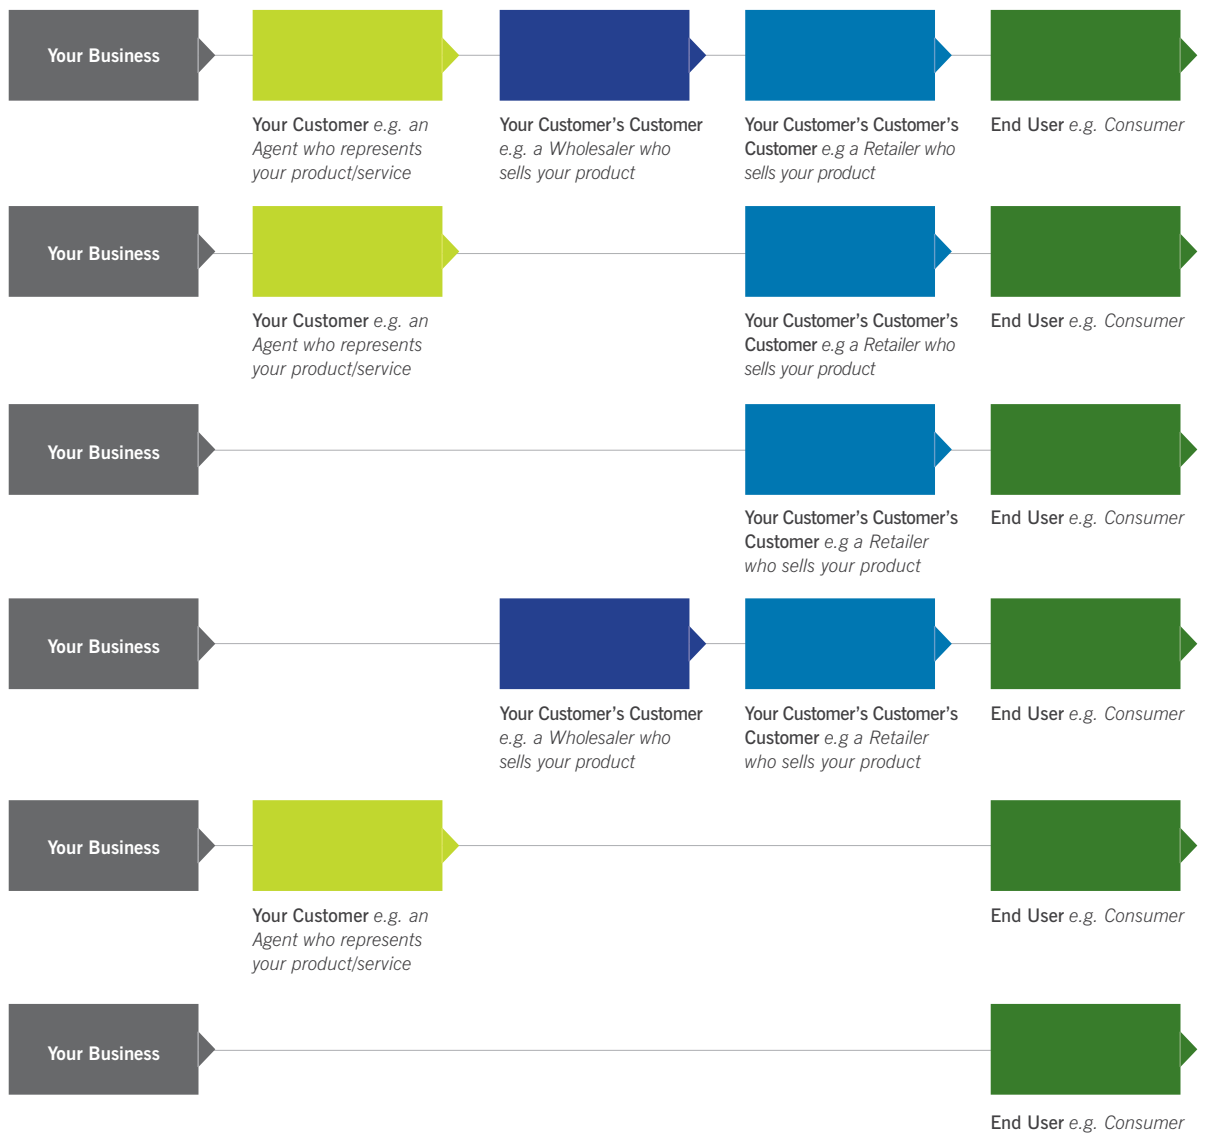 Your Business
Your Customer e.g. an
Agent who represents
your product/service
Your Customer’s Customer
e.g. a Wholesaler who
sells your product
Your Customer’s Customer’s
Customer e.g a Retailer who
sells your product
End User e.g. Consumer
Your Business
Your Customer e.g. an
Agent who represents
your product/service
Your Customer’s Customer’s
Customer e.g a Retailer who
sells your product
End User e.g. Consumer
Your Business
Your Customer’s Customer’s
Customer e.g a Retailer
who sells your product
End User e.g. Consumer
Your Business
Your Customer’s Customer
e.g. a Wholesaler who
sells your product
Your Customer’s Customer’s
Customer e.g a Retailer
who sells your product
End User e.g. Consumer
Your Business
Your Customer e.g. an
Agent who represents
your product/service
End User e.g. Consumer
Your Business
End User e.g. Consumer